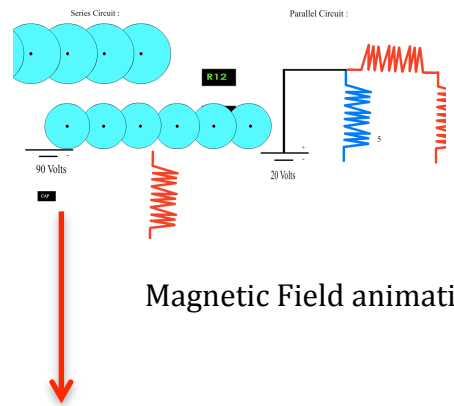 Series Circuit :
Parallel Circuit :
R12
+
5
-
-
90 Volts
20 Volts
CAP
Magnetic Field animati